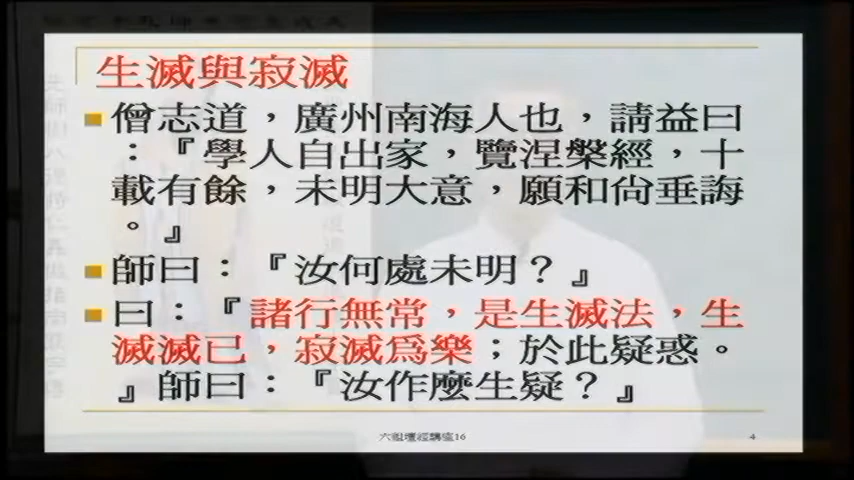 生滅與寂滅
僧志道，廣州南海人也，請益曰
：『學人自出家，覽涅槃經，十
載有餘，未明大意，願和尙垂誨
。』
師曰：『汝何處未明？』
曰：『諸行無常，是生滅法，生
滅滅已，寂滅爲樂；於此疑惑。
』師曰：『汝作麼生疑？』
六祖壇經講座16
4